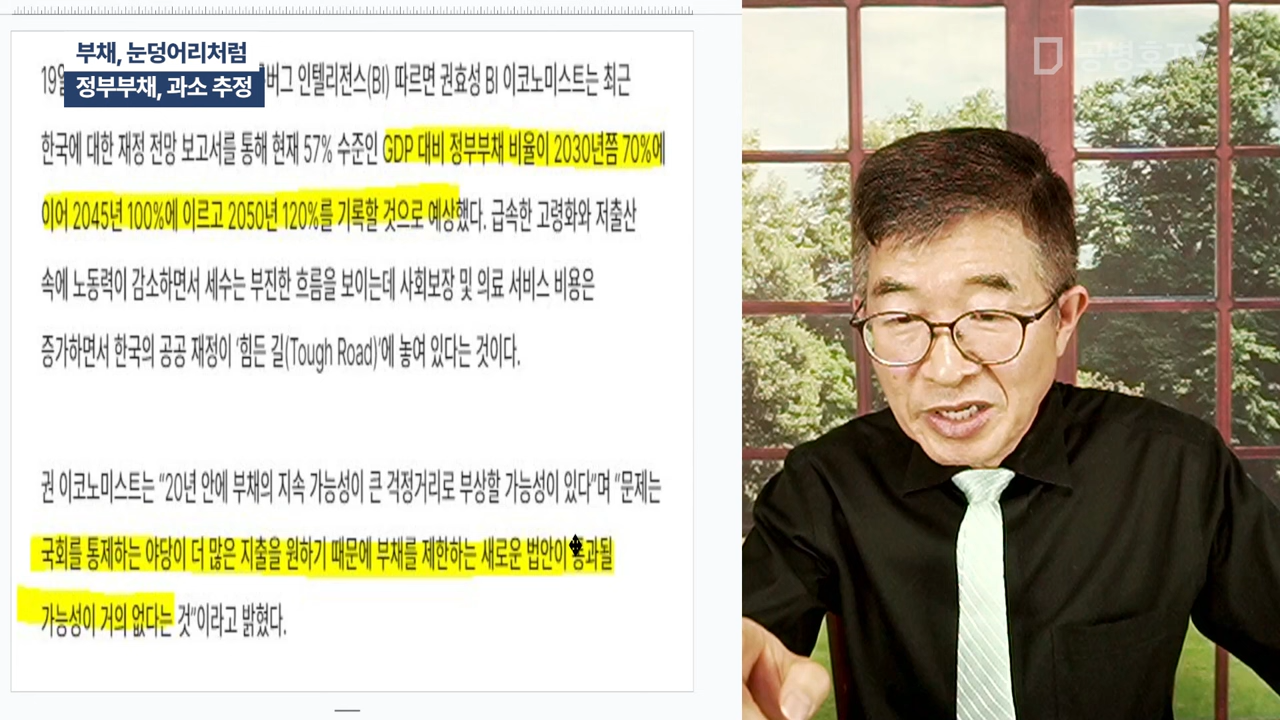 부채, 눈덩어리처럼
정부부채, 과소 추정
19일 버그 인텔리전스(BI) 따르면 권효성 BI 이코노미스트는 최근
한국에 대한 재정 전망 보고서를 통해 현재 57% 수준인 GDP 대비 정부부채 비율이 2030년쯤 70%에
이어 2045년 100%에 이르고 2050년 120%를 기록할 것으로 예상했다. 급속한 고령화와 저출산
속에 노동력이 감소하면서 세수는 부진한 흐름을 보이는데 사회보장 및 의료 서비스 비용은
증가하면서 한국의 공공 재정이 '힘든 길(Tough Road)'에 놓여 있다는 것이다.
권 이코노미스트는 "20년 안에 부채의 지속 가능성이 큰 걱정거리로 부상할 가능성이 있다"며 "문제는
국회를 통제하는 야당이 더 많은 지출을 원하기 때문에 부채를 제한하는 새로운 법안이 통과될
가능성이 거의 없다는 것"이라고 밝혔다.
공병호TV